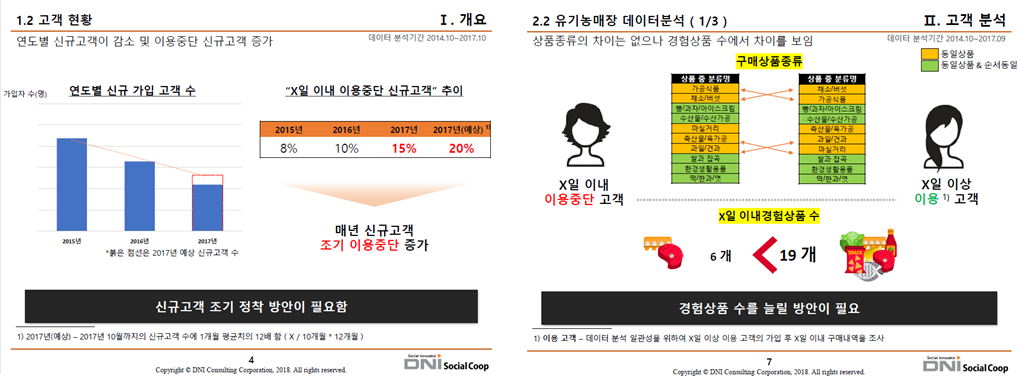 1.2 고객 현황
Ⅰ. 개요
연도별 신규고객이 감소 및 이용중단 신규고객 증가
데이터 분석기간 2014.10~2017.10
연도별 신규 가입 고객 수
가입자 수(명)
2015년
2016년
2017년
*붉은 점선은 2017년 예상 신규고객 수
“X일 이내 이용중단 신규고객” 추이
2015년 2016년 2017년 2017년(예상) 1)
8% 10% 15% 20%
매년 신규고객
조기 이용중단 증가
신규고객 조기 정착 방안이 필요함
1) 2017년(예상) – 2017년 10월까지의 신규고객 수에 1개월 평균치의 12배 함 ( X / 10개월 * 12개월 )
4
Copyright © DNI Consulting Corporation, 2018. All rights reserved.
Social Innovator
DNI Social Coop
2.2 유기농매장 데이터분석 ( 1/3 )
Ⅱ. 고객 분석
상품종류의 차이는 없으나 경험상품 수에서 차이를 보임
데이터 분석기간 2014.10~2017.09
동일상품
동일상품 & 순서동일
구매상품종류
상품 중 분류명
가공식품
채소/버섯
빵/과자/아이스크림
수산물/수산가공
마실거리
축산물/육가공
과일/견과
쌀과 잡곡
환경생활용품
떡/한과/엿
상품 중 분류명
채소/버섯
가공식품
빵/과자/아이스크림
수산물/수산가공
과일/견과
축산물/육가공
마실거리
쌀과 잡곡
환경생활용품
떡/한과/엿
X일 이내
이용중단 고객
X일 이상
이용 1) 고객
X일 이내경험상품 수
6 개
19 개
경험상품 수를 늘릴 방안이 필요
1) 이용 고객 – 데이터 분석 일관성을 위하여 X일 이상 이용 고객의 가입 후 X일 이내 구매내역을 조사
7
Copyright © DNI Consulting Corporation, 2018. All rights reserved.
Social Innovator
DNI Social Coop